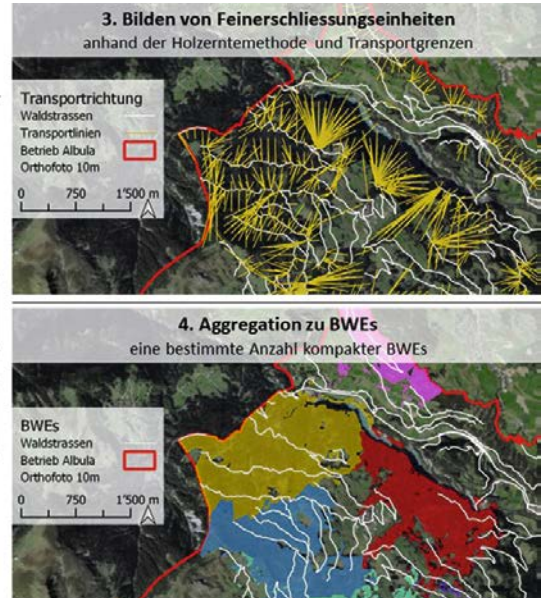 3. Bilden von Feinerschliessungseinheiten
anhand der Holzerntemethode und Transportgrenzen
Transportrichtung
Waldstrassen
Transportlinien
Betrieb Albula
Orthofoto 10m
0 750 1'500 m
4. Aggregation zu BWEs
eine bestimmte Anzahl kompakter BWEs
BWEs
Waldstrassen
Betrieb Albula
Orthofoto 10m
0 750 1'500 m